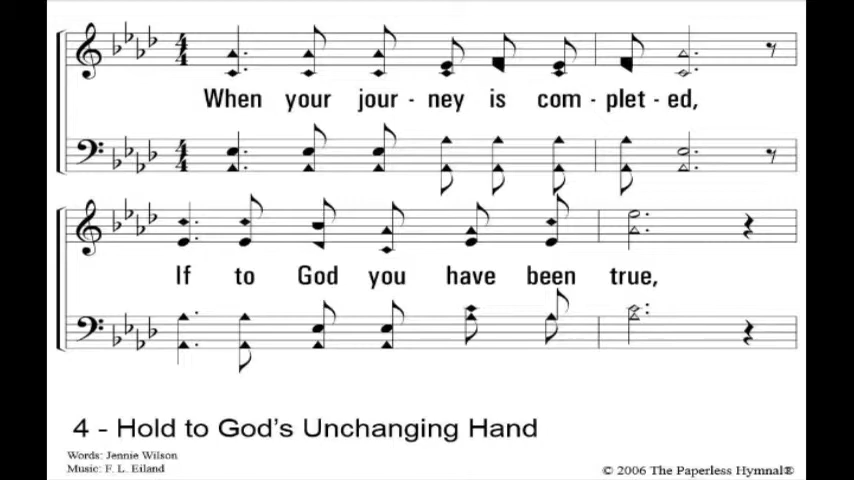 When your jour - ney is com - plet - ed,
If to God you have been true,
4 - Hold to God's Unchanging Hand
Words: Jennie Wilson
Music: F. L. Eiland
© 2006 The Paperless Hymnal®